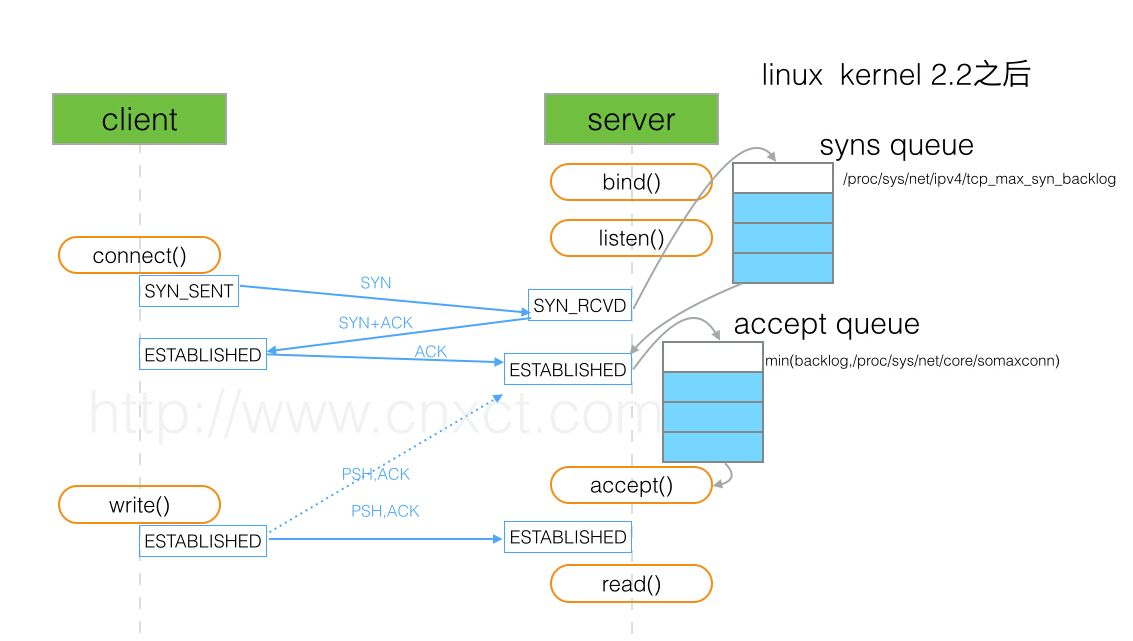 linux kernel 2.2之后
client
server
syns queue
/proc/sys/net/ipv4/tcp_max_syn_backlog
bind()
listen()
connect()
SYN_SENT
SYN
SYN_RCVD
SYN+ACK
accept queue
ESTABLISHED
ACK
ESTABLISHED
min(backlog,/proc/sys/net/core/somaxconn)
http://www.cnxct.com
PSH,ACK
accept()
write()
PSH,ACK
ESTABLISHED
ESTABLISHED
read()